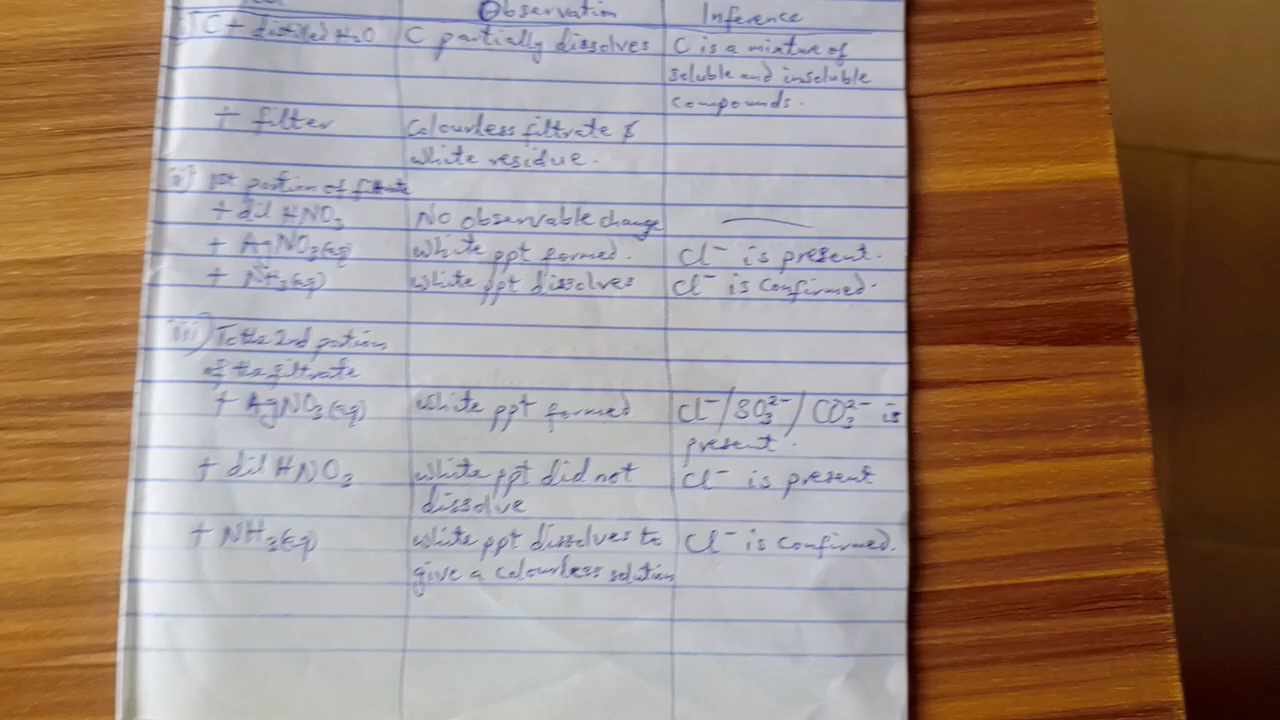 Observation Inference
i) C + distilled H2O C partially dissolves C is a mixture of
soluble and insoluble
compounds.
+ filter Colourless filtrate &
white residue.
ii) 1st portion of filtrate
+ dil HNO3 No observable change —
+ AgNO3(aq) White ppt formed. Cl⁻ is present.
+ NH3(aq) White ppt dissolves Cl⁻ is confirmed.
iii) To the 2nd portion
of the filtrate
+ AgNO3(aq) White ppt formed Cl⁻/SO3²⁻/CO3²⁻ is
present.
+ dil HNO3 White ppt did not Cl⁻ is present
dissolve
+ NH3(aq) White ppt dissolves to Cl⁻ is confirmed.
give a colourless solution